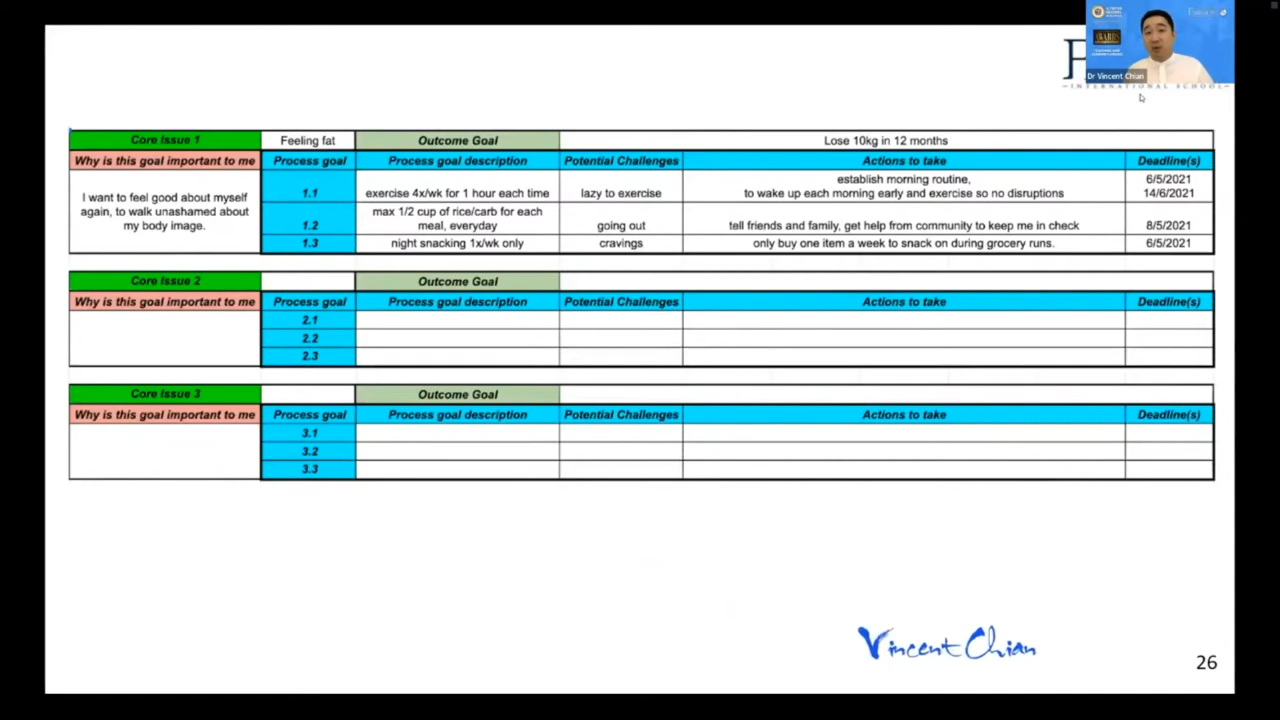 Dr Vincent Chian
INTERNATIONAL SCHOOL
Core Issue 1 Feeling fat Outcome Goal Lose 10kg in 12 months
Why is this goal important to me Process goal Process goal description Potential Challenges Actions to take Deadline(s)
I want to feel good about myself
again, to walk unashamed about
my body image.
1.1 exercise 4x/wk for 1 hour each time lazy to exercise
establish morning routine,
to wake up each morning early and exercise so no disruptions
6/5/2021
14/6/2021
1.2
max 1/2 cup of rice/carb for each
meal, everyday
going out tell friends and family, get help from community to keep me in check 8/5/2021
1.3 night snacking 1x/wk only cravings only buy one item a week to snack on during grocery runs. 6/5/2021
Core Issue 2 Outcome Goal
Why is this goal important to me Process goal Process goal description Potential Challenges Actions to take Deadline(s)
2.1
2.2
2.3
Core Issue 3 Outcome Goal
Why is this goal important to me Process goal Process goal description Potential Challenges Actions to take Deadline(s)
3.1
3.2
3.3
Vincent Chian
26